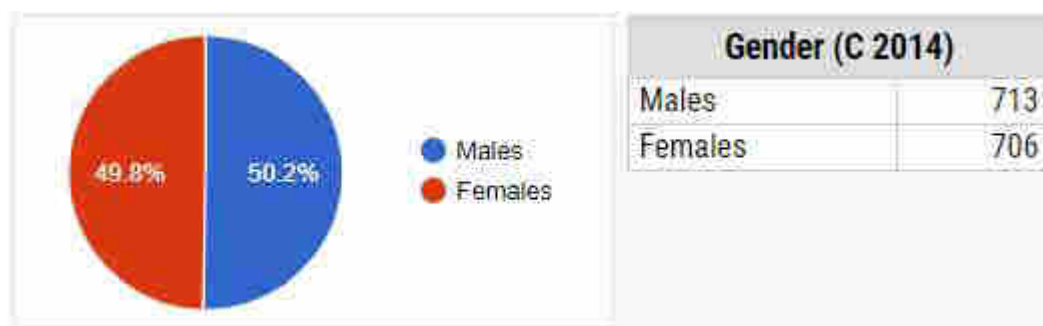 49.8%
50.2%
Males
Females
Gender (C 2014)
Males 713
Females 706